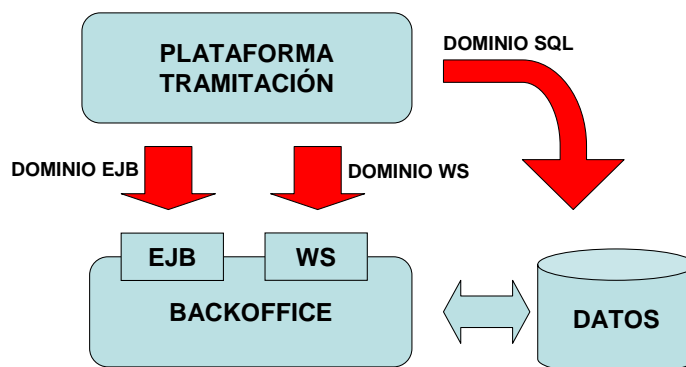 PLATAFORMA
TRAMITACIÓN
DOMINIO SQL
DOMINIO EJB
DOMINIO WS
EJB
WS
BACKOFFICE
DATOS